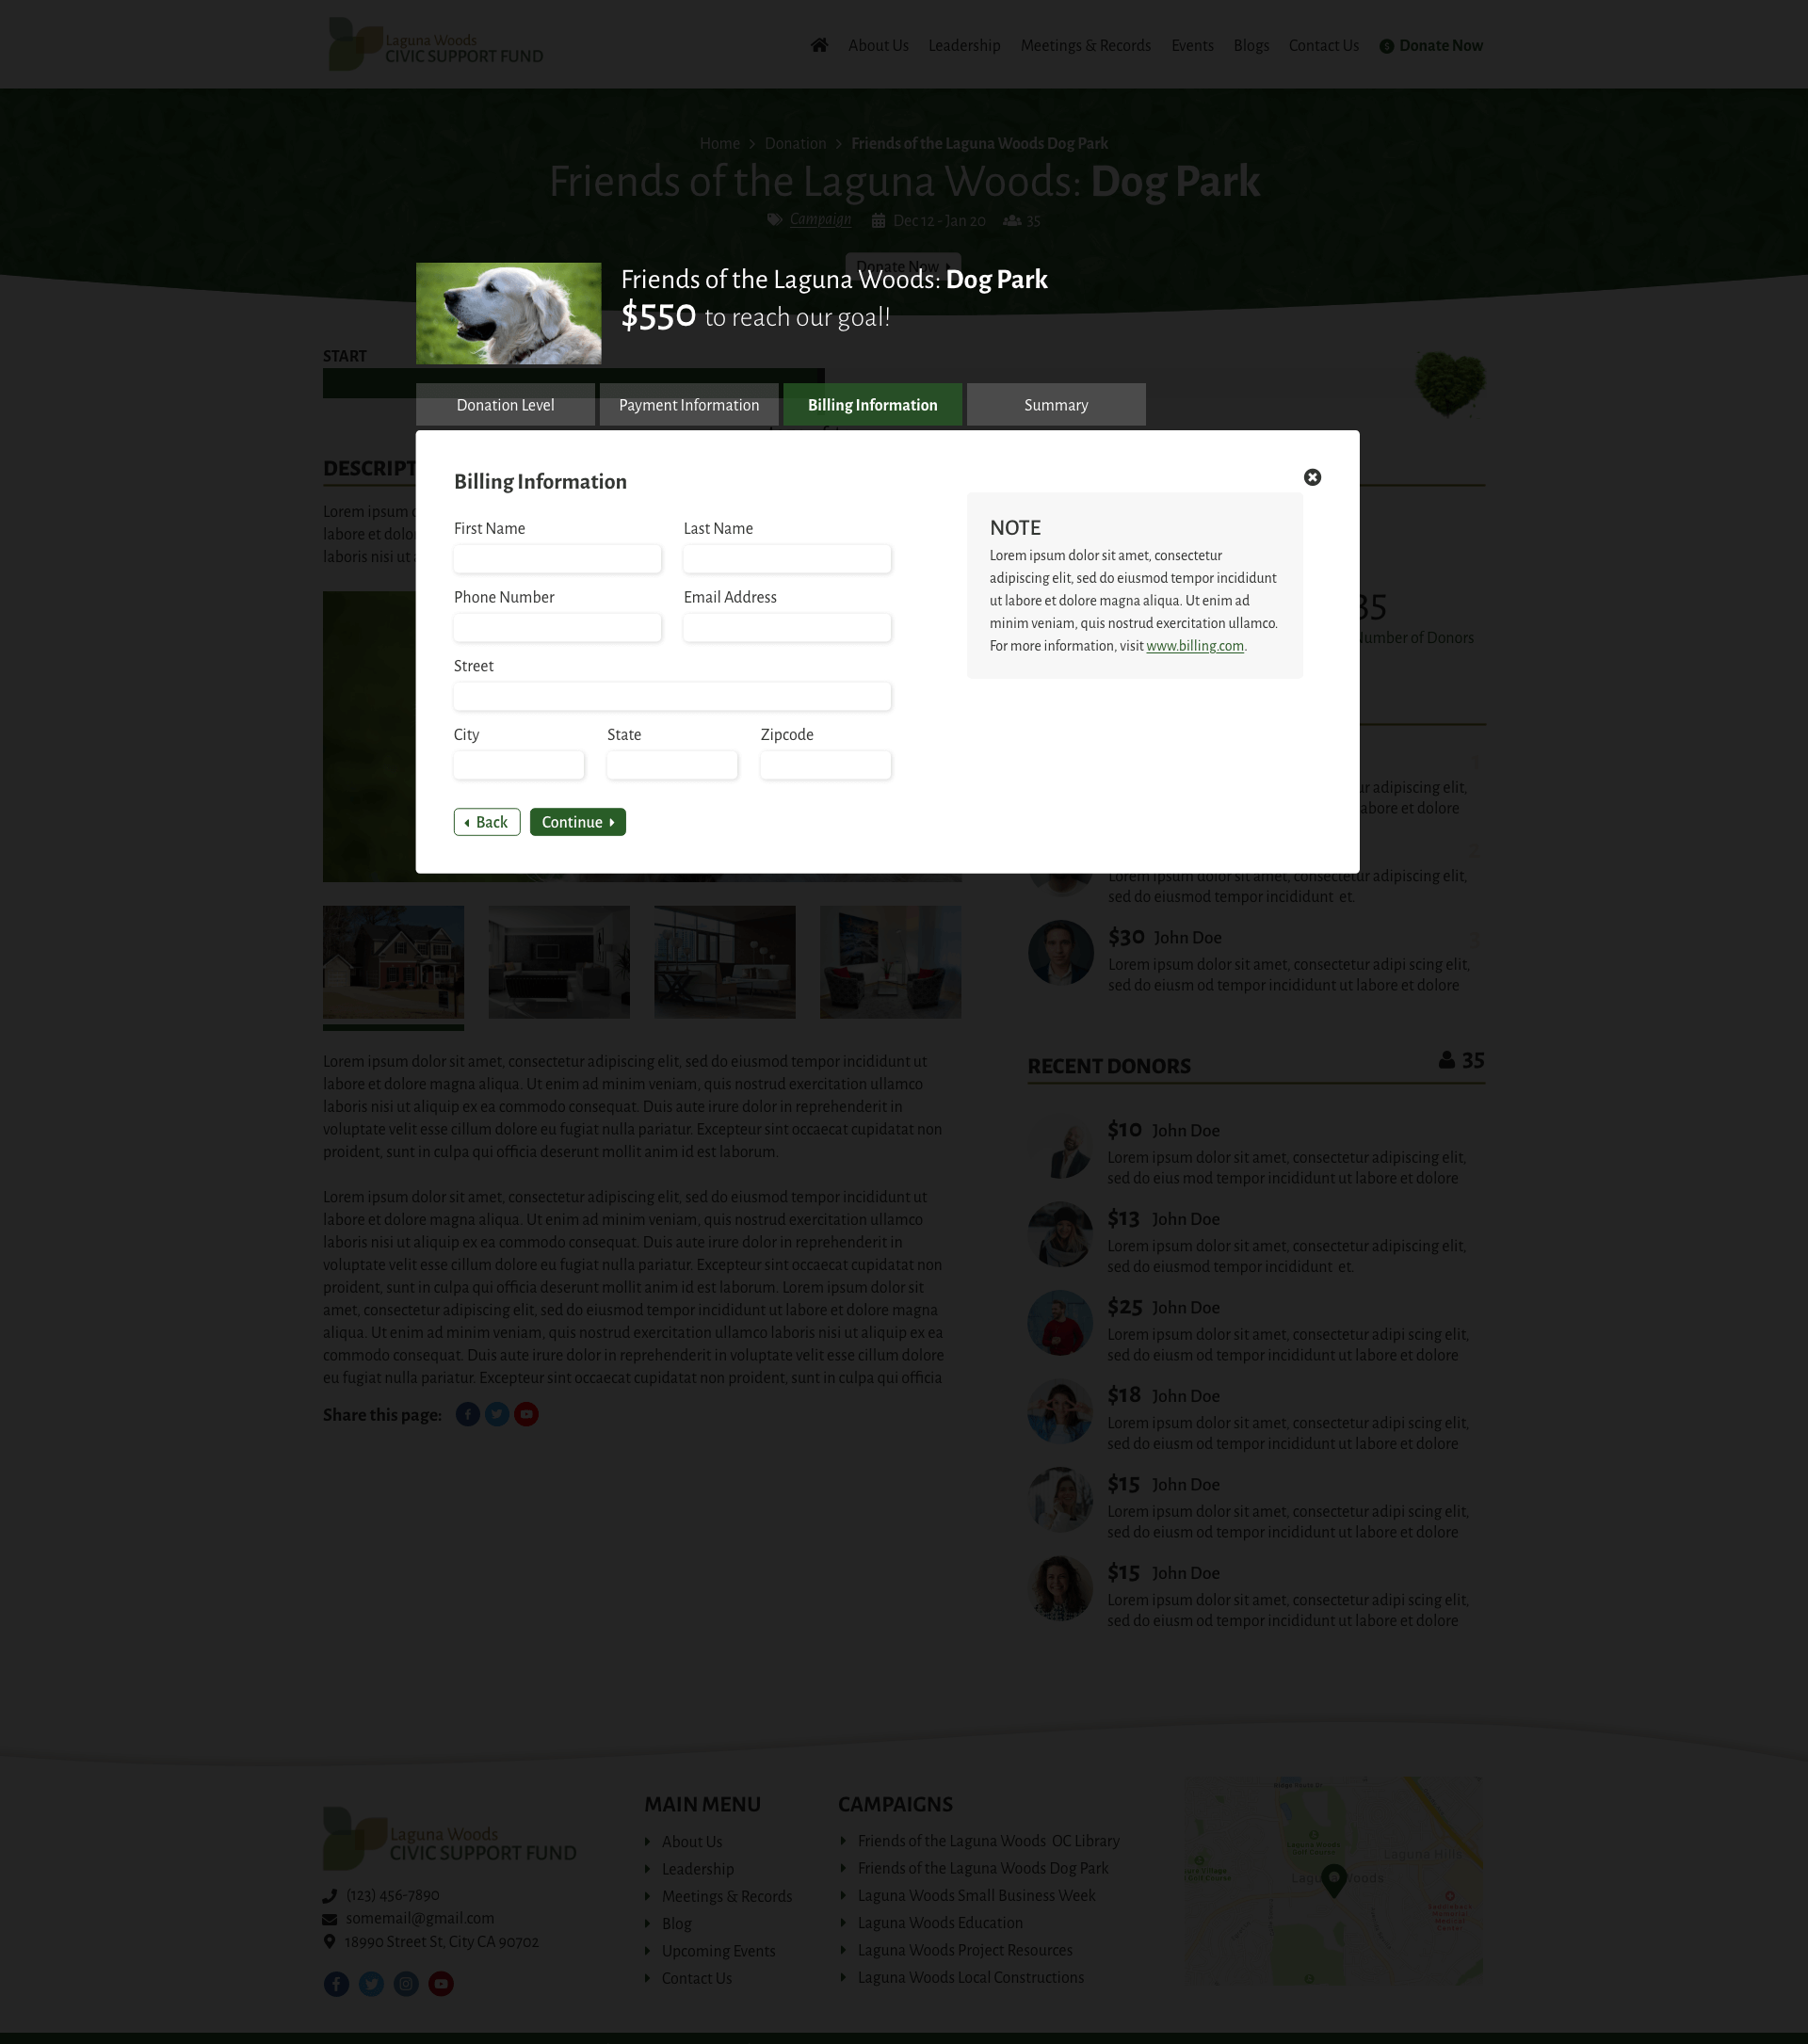 Laguna Woods
CIVIC SUPPORT FUND
About Us Leadership Meetings & Records Events Blogs Contact Us Donate Now
Home Donation Friends of the Laguna Woods Dog Park
Friends of the Laguna Woods: Dog Park
Campaign Dec 12 - Jan 20 35
Donate Now
Friends of the Laguna Woods: Dog Park
$550 to reach our goal!
START
Donation Level Payment Information Billing Information Summary
DESCRIPT
Lorem ipsum
labore et dolo
laboris nisi ut
Billing Information
First Name Last Name
Phone Number Email Address
Street
City State Zipcode
Back Continue
NOTE
Lorem ipsum dolor sit amet, consectetur
adipiscing elit, sed do eiusmod tempor incididunt
ut labore et dolore magna aliqua. Ut enim ad
minim veniam, quis nostrud exercitation ullamco.
For more information, visit www.billing.com.
35
Number of Donors
ur adipiscing elit,
labore et dolore
Lorem ipsum dolor sit amet, consectetur adipiscing elit,
sed do eiusmod tempor incididunt et.
$30 John Doe
Lorem ipsum dolor sit amet, consectetur adipi scing elit,
sed do eiusm od tempor incididunt ut labore et dolore
Lorem ipsum dolor sit amet, consectetur adipiscing elit, sed do eiusmod tempor incididunt ut
labore et dolore magna aliqua. Ut enim ad minim veniam, quis nostrud exercitation ullamco
laboris nisi ut aliquip ex ea commodo consequat. Duis aute irure dolor in reprehenderit in
voluptate velit esse cillum dolore eu fugiat nulla pariatur. Excepteur sint occaecat cupidatat non
proident, sunt in culpa qui officia deserunt mollit anim id est laborum.
Lorem ipsum dolor sit amet, consectetur adipiscing elit, sed do eiusmod tempor incididunt ut
labore et dolore magna aliqua. Ut enim ad minim veniam, quis nostrud exercitation ullamco
laboris nisi ut aliquip ex ea commodo consequat. Duis aute irure dolor in reprehenderit in
voluptate velit esse cillum dolore eu fugiat nulla pariatur. Excepteur sint occaecat cupidatat non
proident, sunt in culpa qui officia deserunt mollit anim id est laborum. Lorem ipsum dolor sit
amet, consectetur adipiscing elit, sed do eiusmod tempor incididunt ut labore et dolore magna
aliqua. Ut enim ad minim veniam, quis nostrud exercitation ullamco laboris nisi ut aliquip ex ea
commodo consequat. Duis aute irure dolor in reprehenderit in voluptate velit esse cillum dolore
eu fugiat nulla pariatur. Excepteur sint occaecat cupidatat non proident, sunt in culpa qui officia
Share this page:
RECENT DONORS 35
$10 John Doe
Lorem ipsum dolor sit amet, consectetur adipiscing elit,
sed do eius mod tempor incididunt ut labore et dolore
$13 John Doe
Lorem ipsum dolor sit amet, consectetur adipiscing elit,
sed do eiusmod tempor incididunt et.
$25 John Doe
Lorem ipsum dolor sit amet, consectetur adipi scing elit,
sed do eiusm od tempor incididunt ut labore et dolore
$18 John Doe
Lorem ipsum dolor sit amet, consectetur adipi scing elit,
sed do eiusm od tempor incididunt ut labore et dolore
$15 John Doe
Lorem ipsum dolor sit amet, consectetur adipi scing elit,
sed do eiusm od tempor incididunt ut labore et dolore
$15 John Doe
Lorem ipsum dolor sit amet, consectetur adipi scing elit,
sed do eiusm od tempor incididunt ut labore et dolore
Laguna Woods
CIVIC SUPPORT FUND
(123) 456-7890
somemail@gmail.com
18990 Street St, City CA 90702
MAIN MENU
About Us
Leadership
Meetings & Records
Blog
Upcoming Events
Contact Us
CAMPAIGNS
Friends of the Laguna Woods OC Library
Friends of the Laguna Woods Dog Park
Laguna Woods Small Business Week
Laguna Woods Education
Laguna Woods Project Resources
Laguna Woods Local Constructions
Laguna Woods
Golf Course
Laguna Hills
Laguna Woods